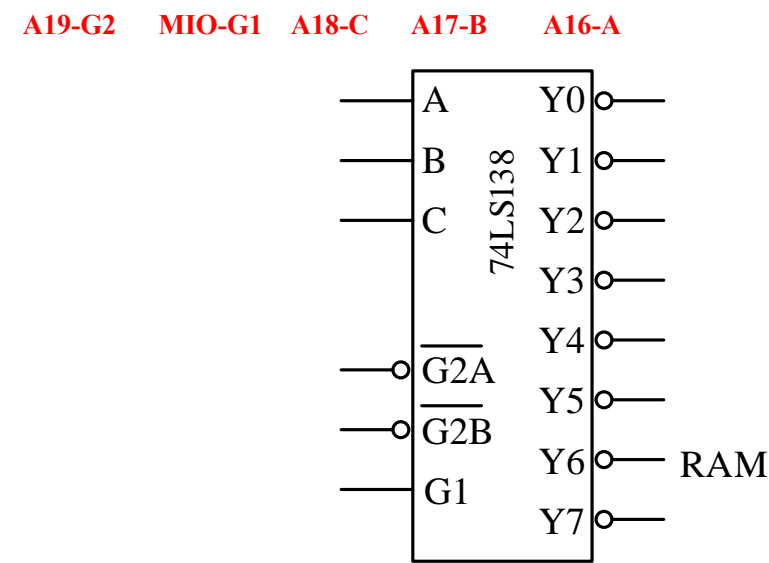 A19-G2 MIO-G1 A18-C A17-B A16-A
A Y0
B Y1
C Y2
74LS138
Y3
Y4
G2A
Y5
G2B
Y6 RAM
G1
Y7